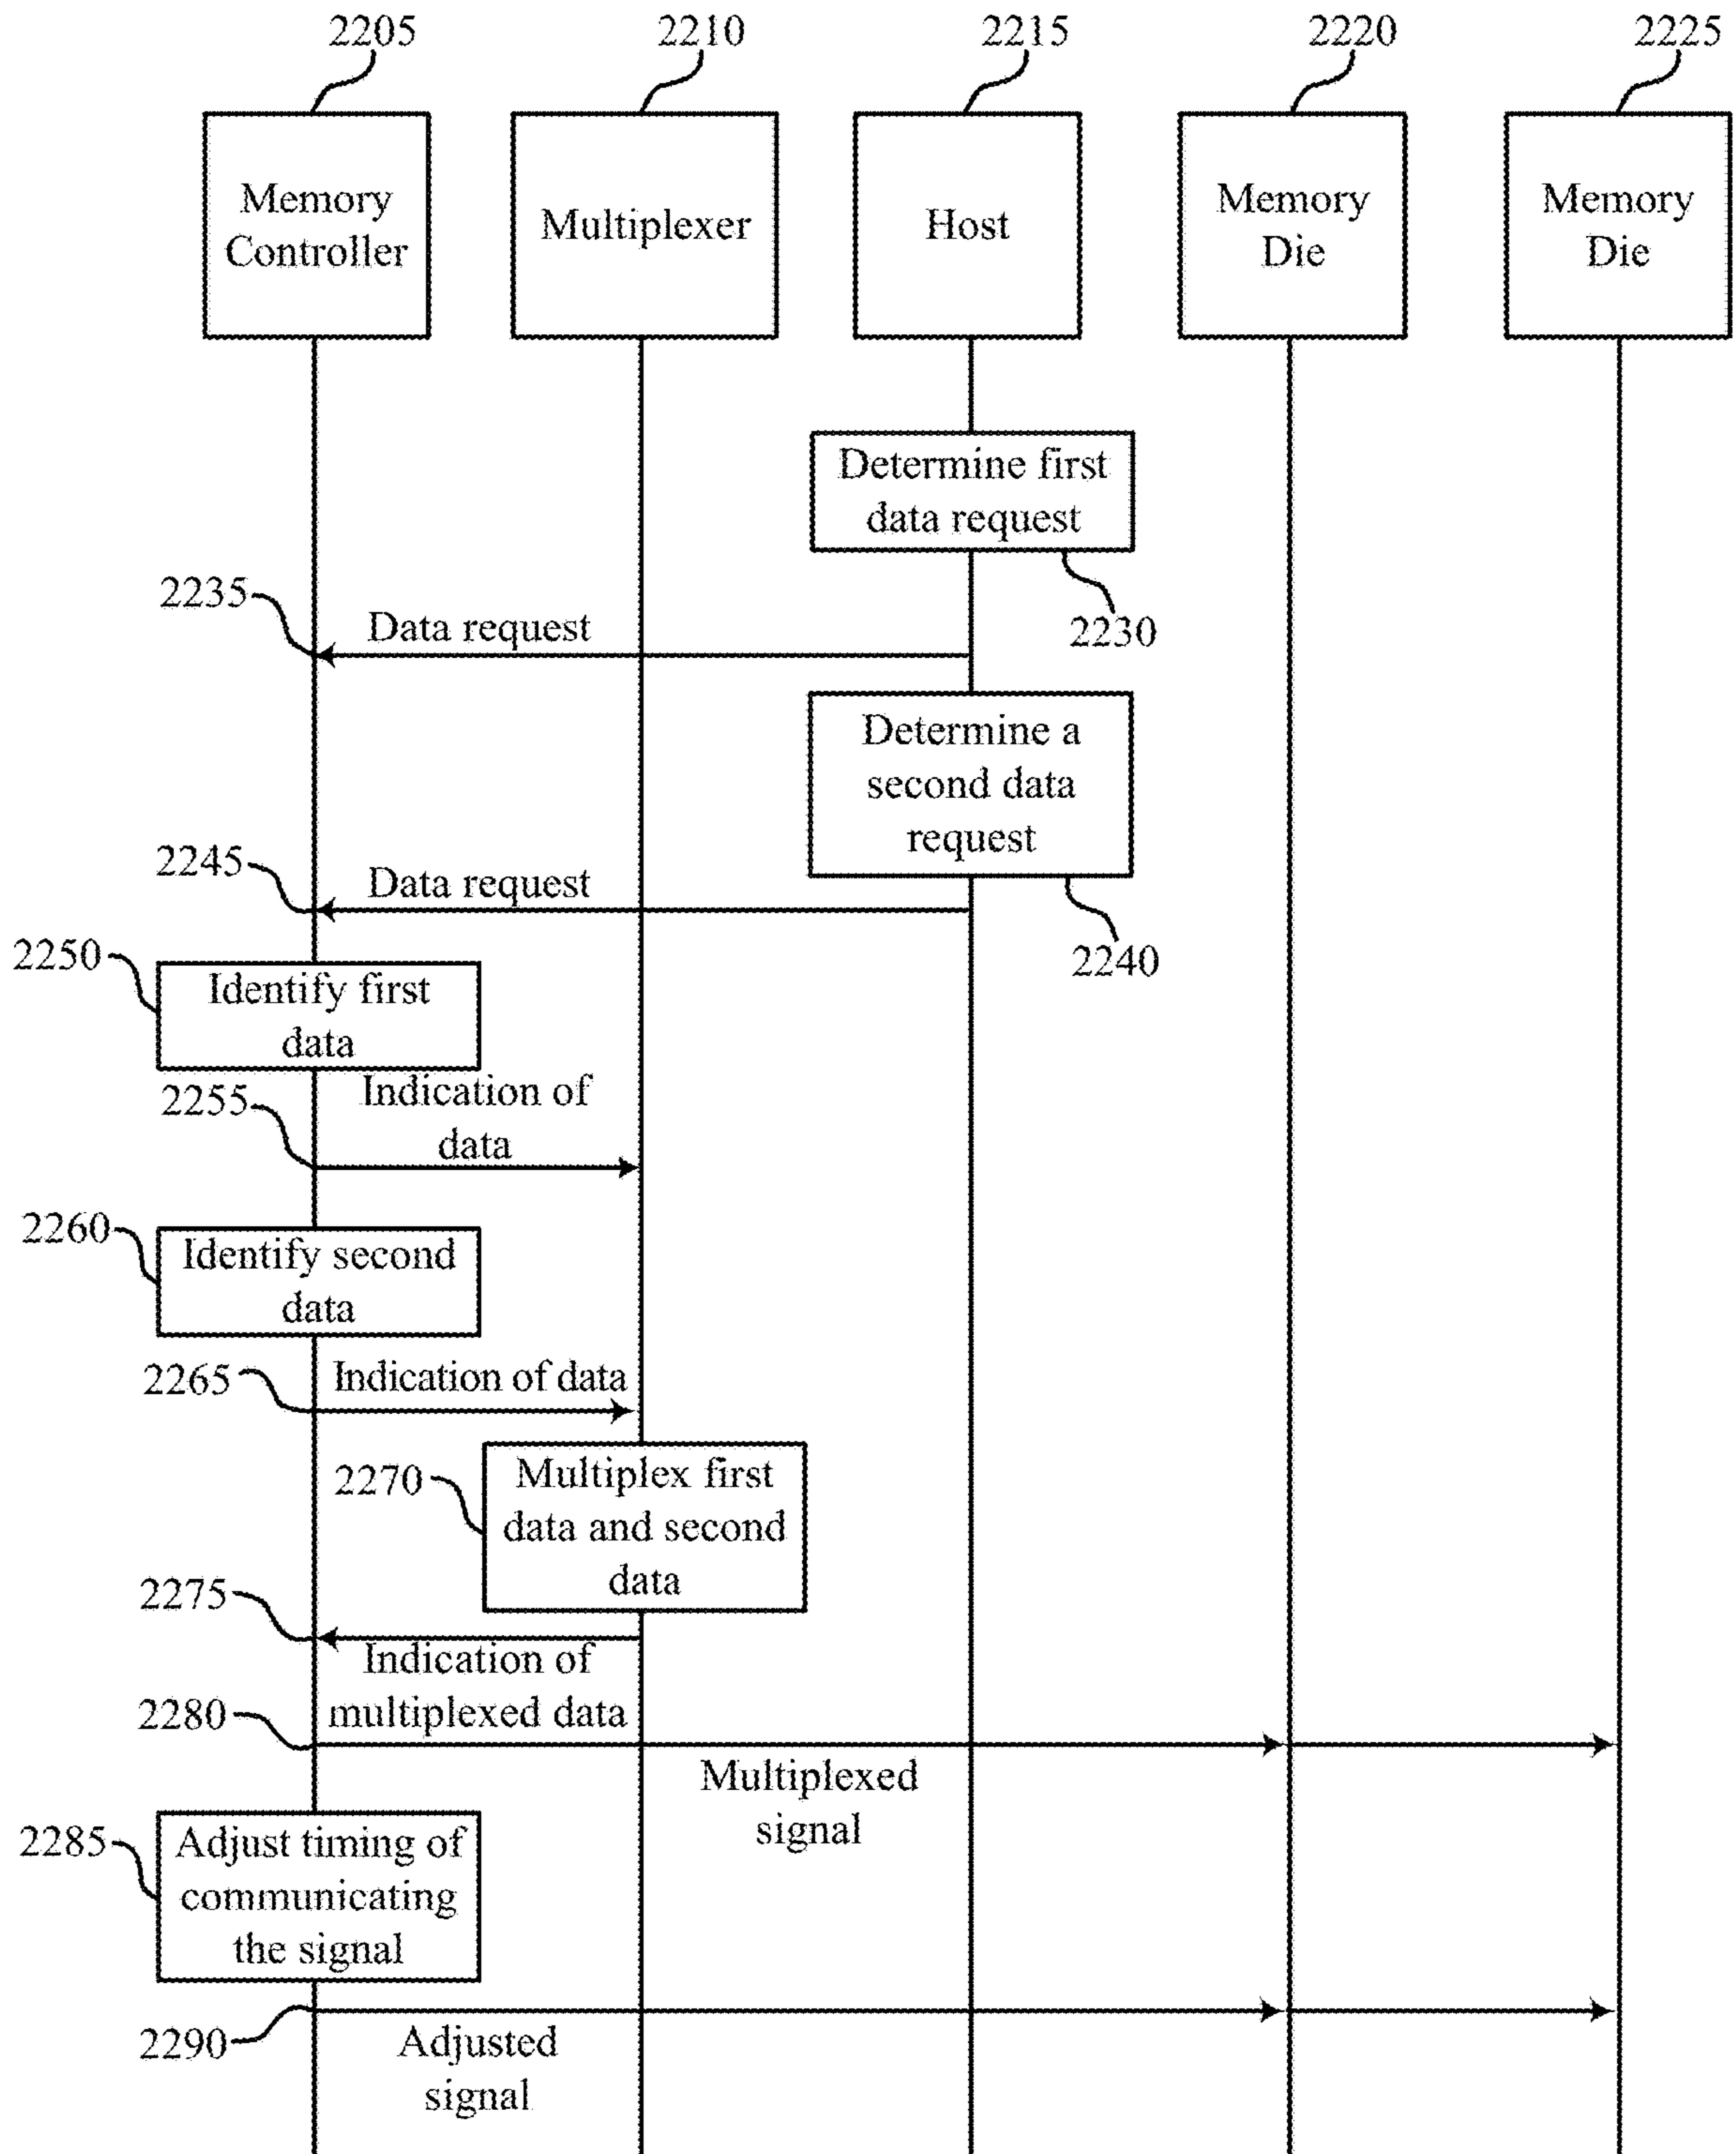 2205
2210
2215
2220
2225
Memory
Controller
Multiplexer
Host
Memory
Die
Memory
Die
Determine first
data request
2230
2235
Data request
Determine a
second data
request
2240
2245
Data request
2250
Identify first
data
2255
Indication of
data
2260
Identify second
data
2265
Indication of data
2270
Multiplex first
data and second
data
2275
Indication of
multiplexed data
2280
Multiplexed
signal
2285
Adjust timing of
communicating
the signal
2290
Adjusted
signal